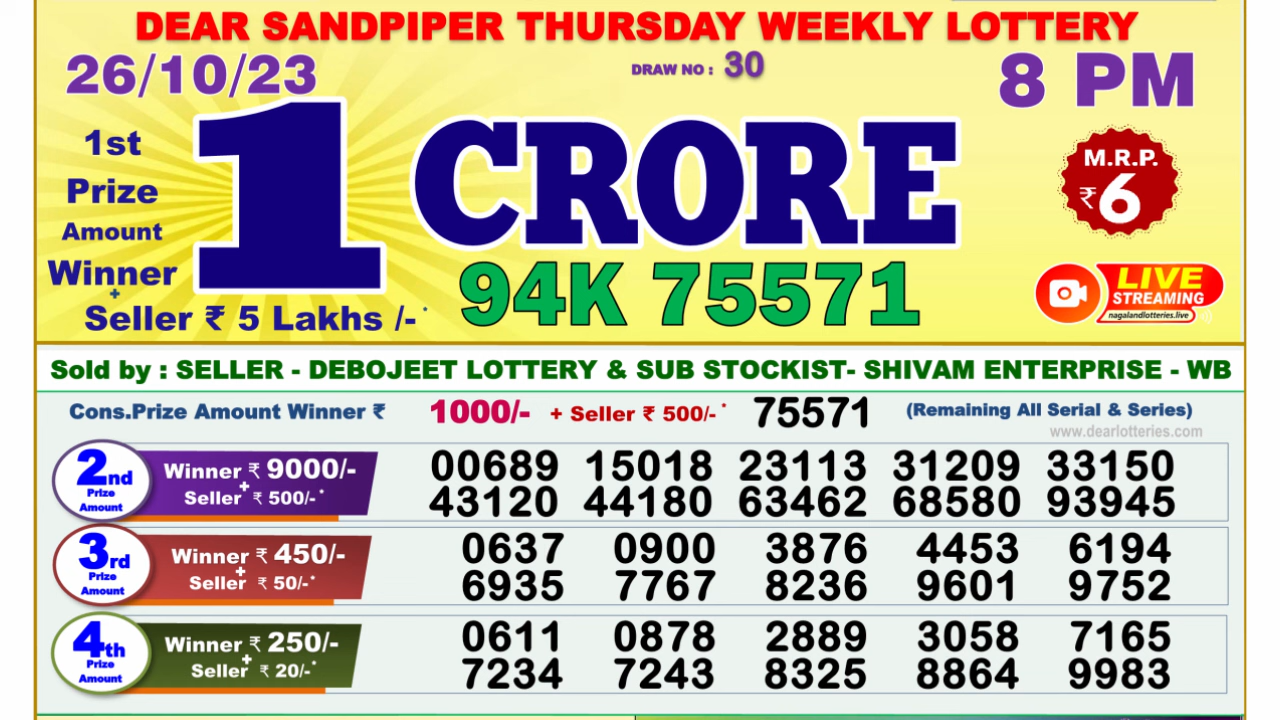 DEAR SANDPIPER THURSDAY WEEKLY LOTTERY
26/10/23
DRAW NO : 30
8 PM
1st
Prize
Amount
Winner
+
Seller ₹ 5 Lakhs /-*
1 CRORE
94K 75571
M.R.P.
₹6
LIVE
STREAMING
nagalandlotteries.live
Sold by : SELLER - DEBOJEET LOTTERY & SUB STOCKIST- SHIVAM ENTERPRISE - WB
Cons.Prize Amount Winner ₹ 1000/- + Seller ₹ 500/-* 75571 (Remaining All Serial & Series)
www.dearlotteries.com
2nd
Prize
Amount
Winner ₹ 9000/-
+
Seller ₹ 500/-*
00689 15018 23113 31209 33150
43120 44180 63462 68580 93945
3rd
Prize
Amount
Winner ₹ 450/-
+
Seller ₹ 50/-*
0637 0900 3876 4453 6194
6935 7767 8236 9601 9752
4th
Prize
Amount
Winner ₹ 250/-
+
Seller ₹ 20/-*
0611 0878 2889 3058 7165
7234 7243 8325 8864 9983